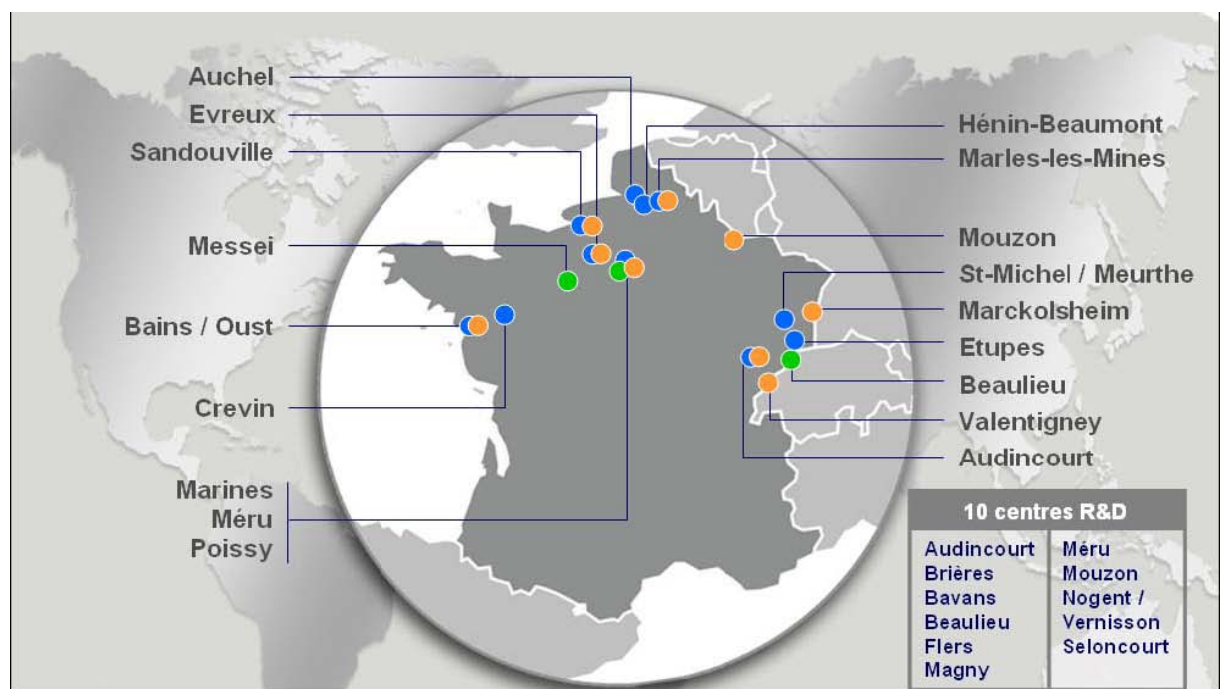 Auchel
Evreux
Sandouville
Messei
Bains / Oust
Crevin
Marines
Méru
Poissy
Hénin-Beaumont
Marles-les-Mines
Mouzon
St-Michel / Meurthe
Marckolsheim
Etupes
Beaulieu
Valentigney
Audincourt
10 centres R&D
Audincourt
Brières
Bavans
Beaulieu
Flers
Magny
Méru
Mouzon
Nogent /
Vernisson
Seloncourt